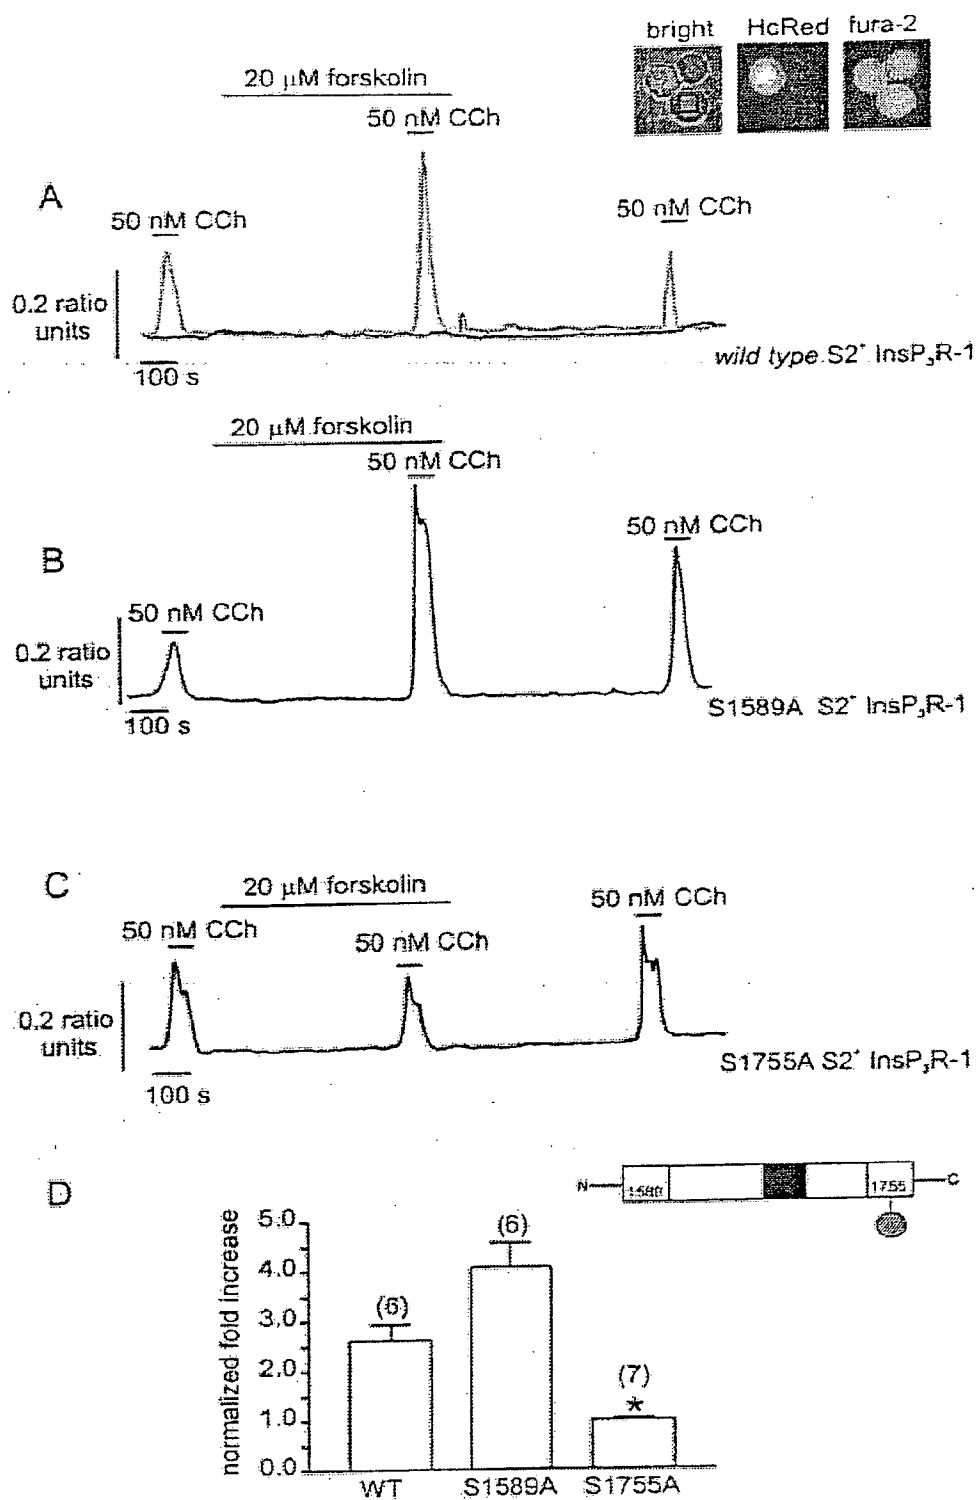 bright HcRed fura-2
20 μM forskolin
50 nM CCh
A
50 nM CCh
50 nM CCh
0.2 ratio
units
100 s
wild type S2⁺ InsP₃R-1
20 μM forskolin
50 nM CCh
50 nM CCh
B
50 nM CCh
0.2 ratio
units
100 s
S1589A S2⁺ InsP₃R-1
C
20 μM forskolin
50 nM CCh
50 nM CCh
50 nM CCh
0.2 ratio
units
100 s
S1755A S2⁺ InsP₃R-1
D
N 1589 1755 C
normalized fold increase
5.0
4.0
3.0
2.0
1.0
0.0
(6)
(6)
(7)
*
WT S1589A S1755A